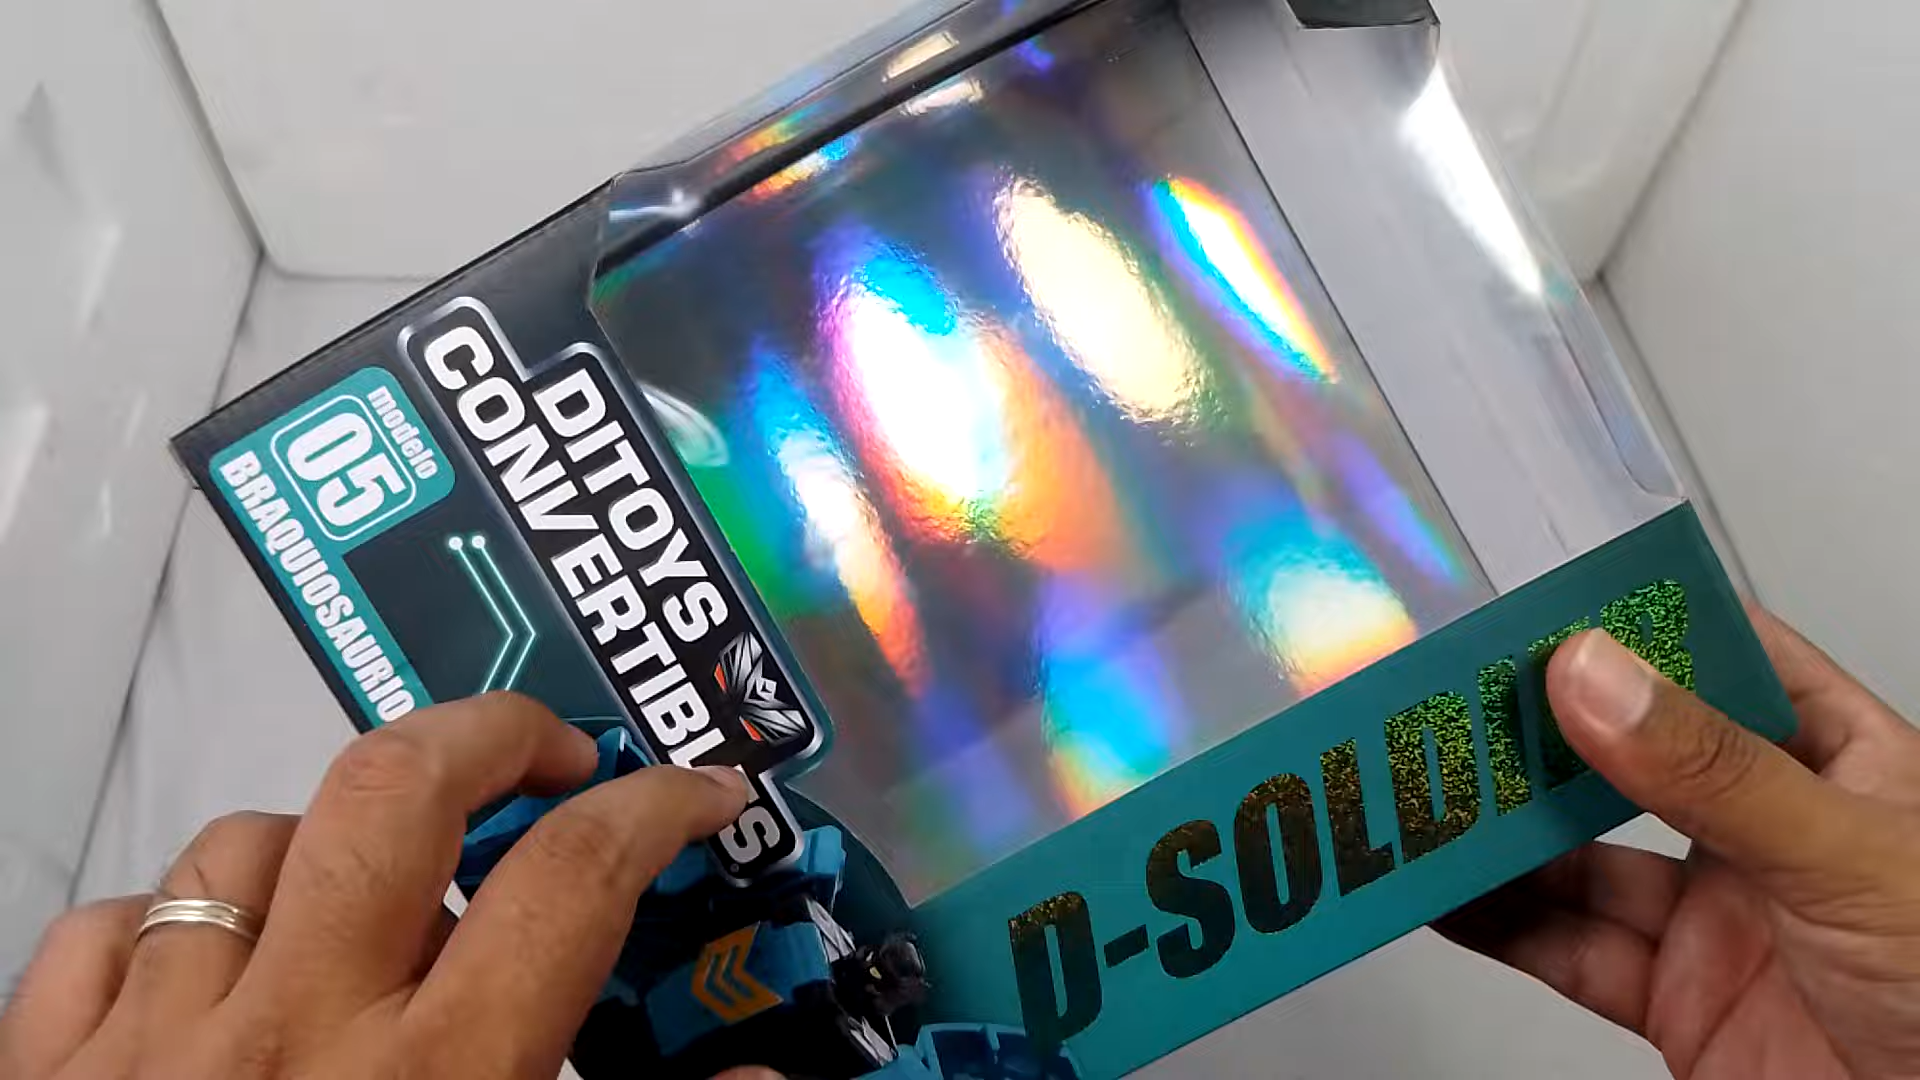 modelo
05
BRAQUIOSAURIO
DITOYS
CONVERTIBLES
D-SOLDIER